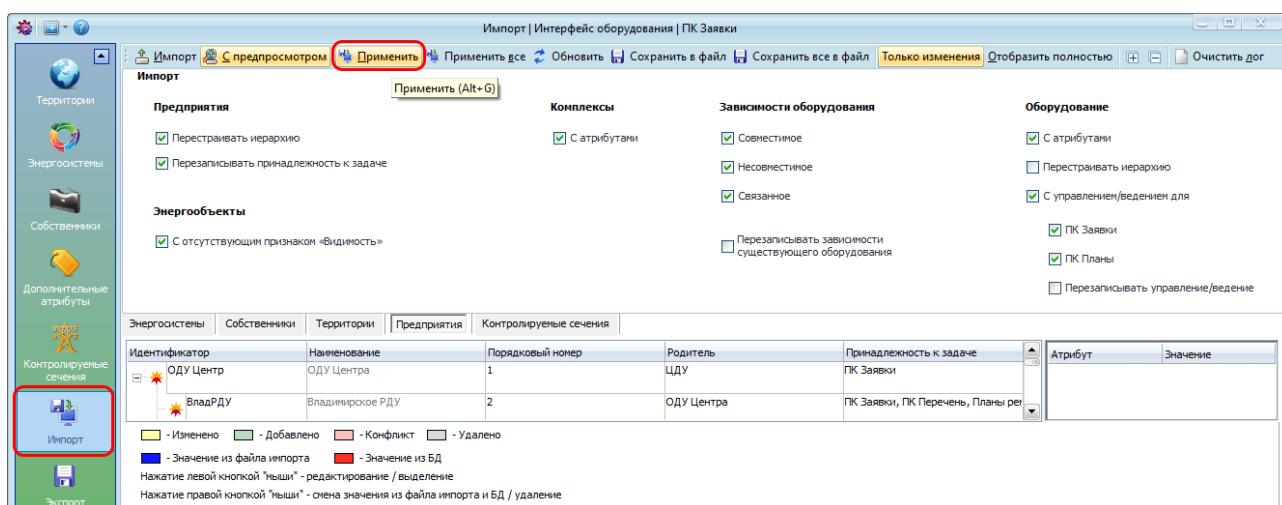 Импорт | Интерфейс оборудования | ПК Заявки
Импорт С предпросмотром Применить Применить все Обновить Сохранить в файл Сохранить все в файл Только изменения Отобразить полностью Очистить лог
Применить (Alt+G)
Территории
Энергосистемы
Собственники
Дополнительные
атрибуты
Контролируемые
сечения
Импорт
Экспорт
Импорт
Предприятия Комплексы Зависимости оборудования Оборудование
Перестраивать иерархию С атрибутами Совместимое С атрибутами
Перезаписывать принадлежность к задаче Несовместимое Перестраивать иерархию
Связанное С управлением/ведением для
Энергообъекты
С отсутствующим признаком «Видимость» Перезаписывать зависимости
существующего оборудования
ПК Заявки
ПК Планы
Перезаписывать управление/ведение
Энергосистемы Собственники Территории Предприятия Контролируемые сечения
Идентификатор Наименование Порядковый номер Родитель Принадлежность к задаче Атрибут Значение
ОДУ Центр ОДУ Центра 1 ЦДУ ПК Заявки
ВладРДУ Владимирское РДУ 2 ОДУ Центра ПК Заявки, ПК Перечень, Планы рег
- Изменено - Добавлено - Конфликт - Удалено
- Значение из файла импорта - Значение из БД
Нажатие левой кнопкой "мыши" - редактирование / выделение
Нажатие правой кнопкой "мыши" - смена значения из файла импорта и БД / удаление